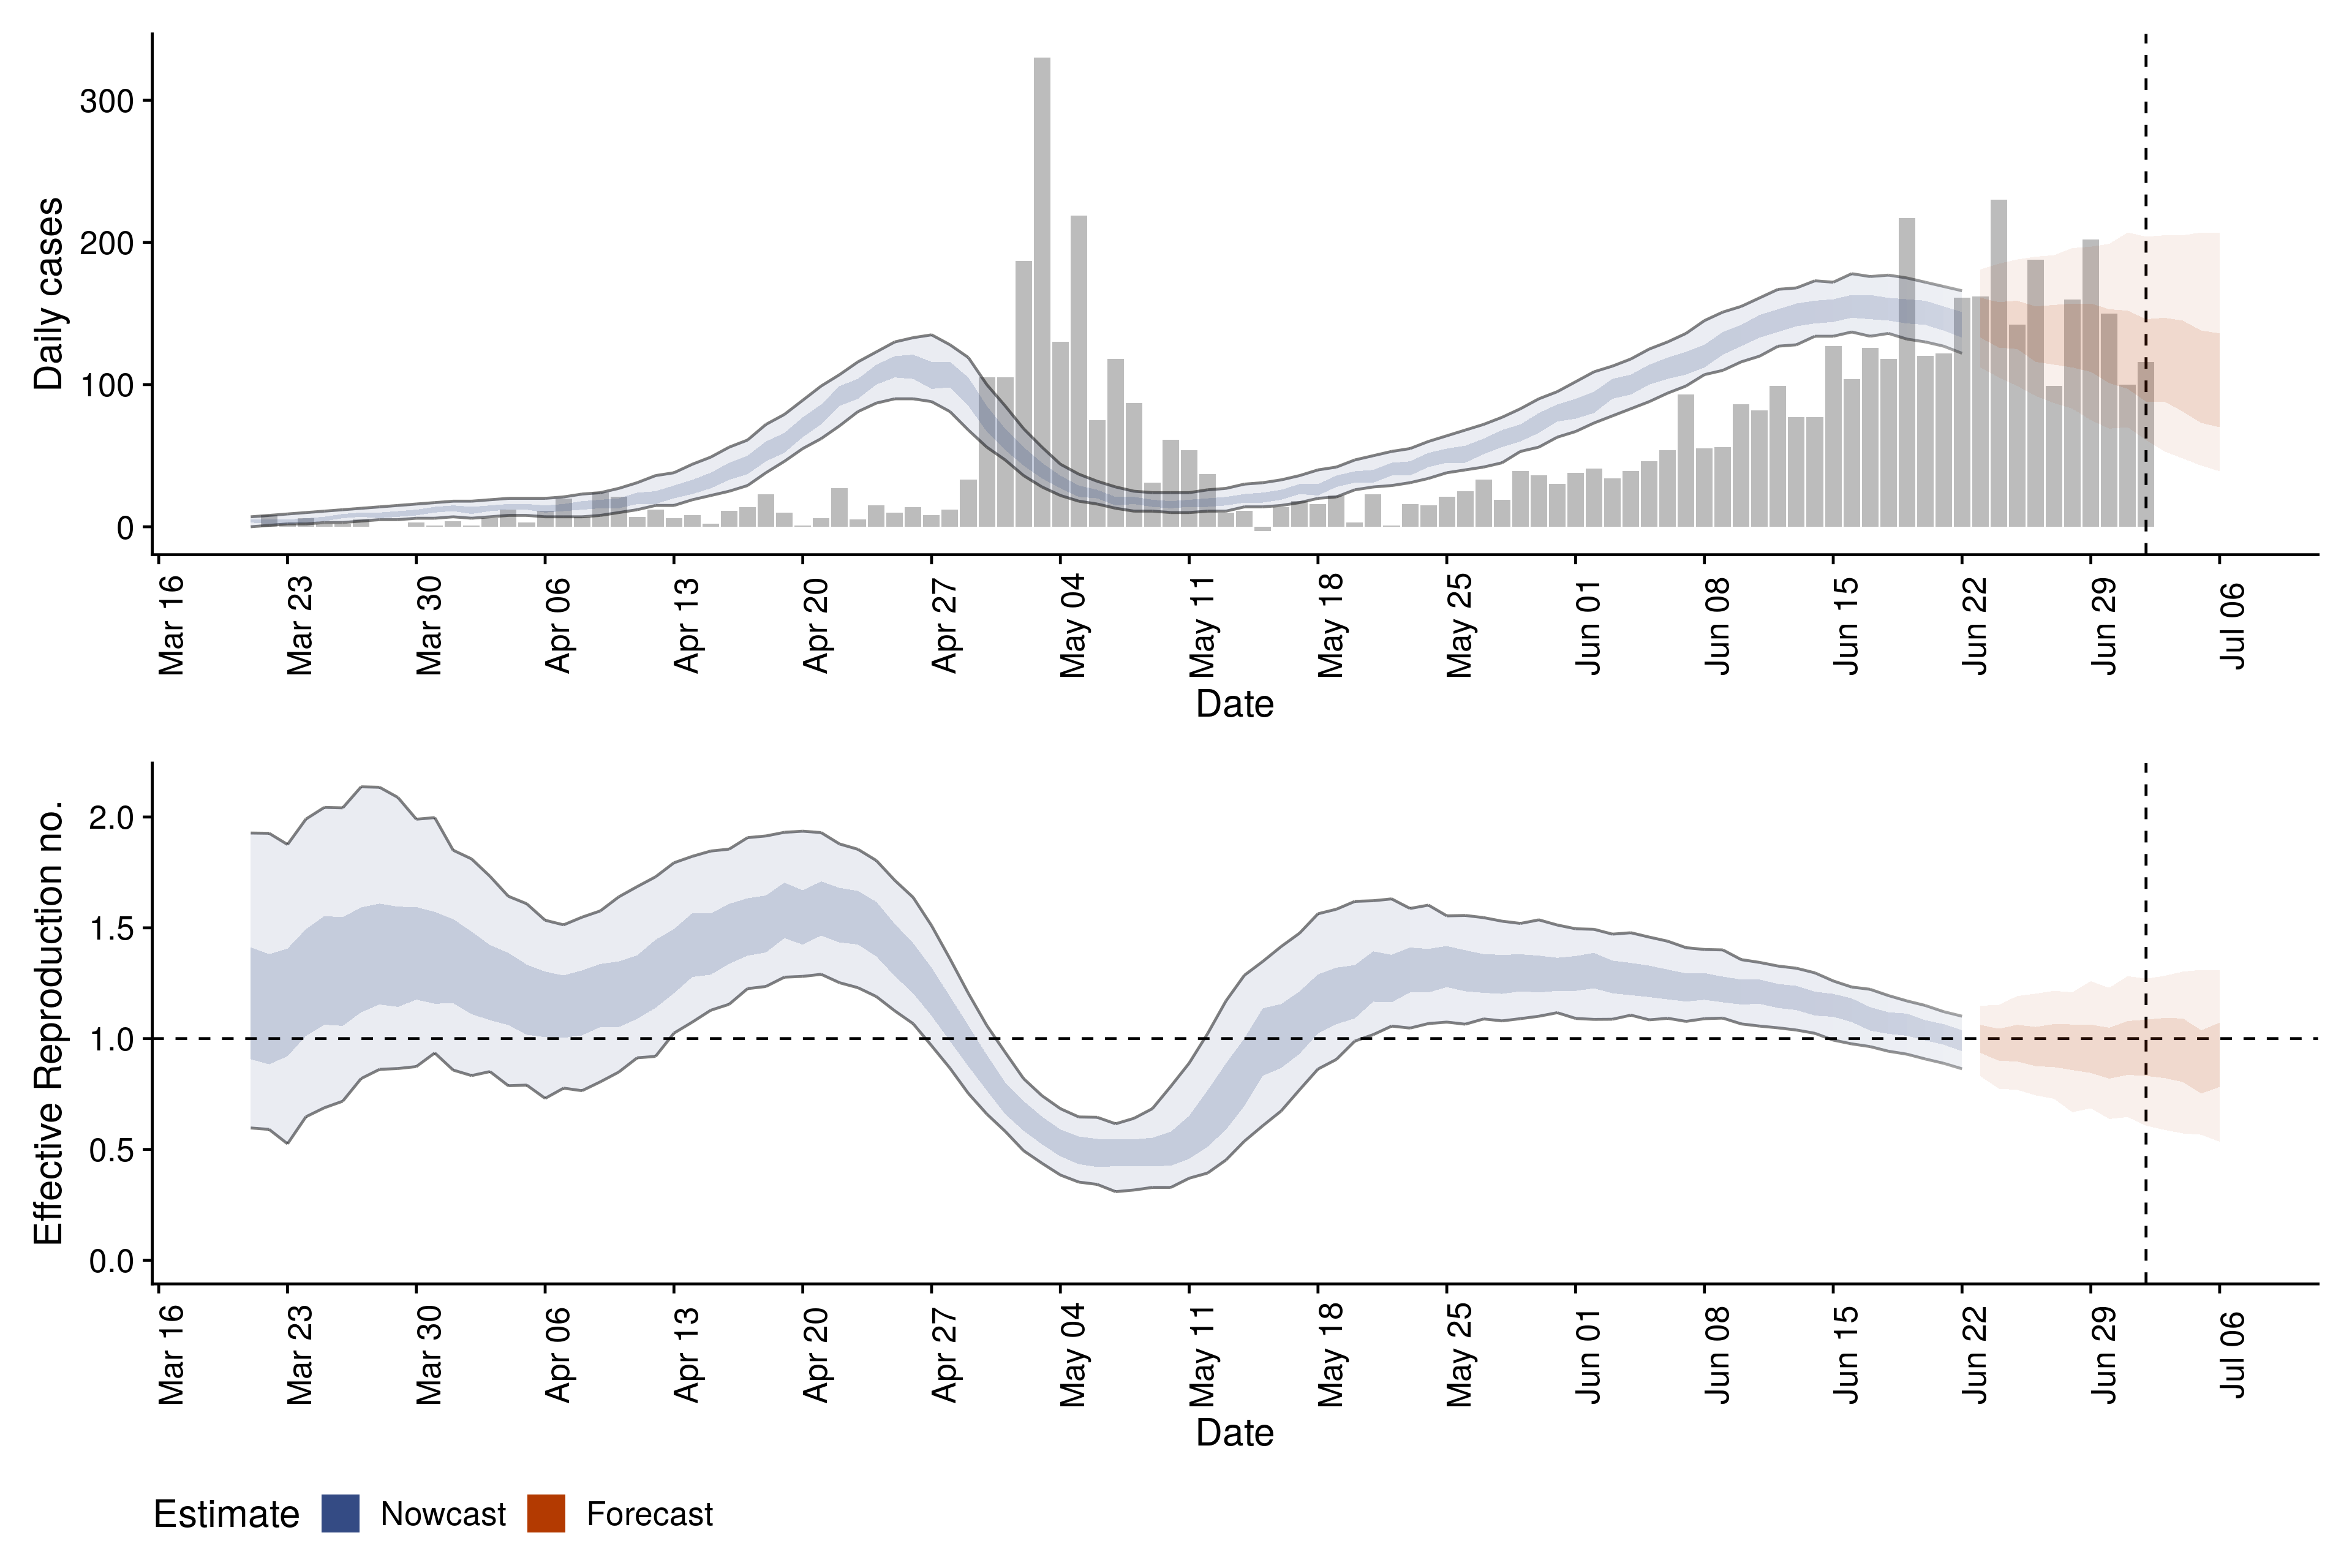 Daily cases
300
200
100
0
Mar 16
Mar 23
Mar 30
Apr 06
Apr 13
Apr 20
Apr 27
May 04
May 11
May 18
May 25
Jun 01
Jun 08
Jun 15
Jun 22
Jun 29
Jul 06
Date
Effective Reproduction no.
2.0
1.5
1.0
0.5
0.0
Mar 16
Mar 23
Mar 30
Apr 06
Apr 13
Apr 20
Apr 27
May 04
May 11
May 18
May 25
Jun 01
Jun 08
Jun 15
Jun 22
Jun 29
Jul 06
Date
Estimate Nowcast Forecast